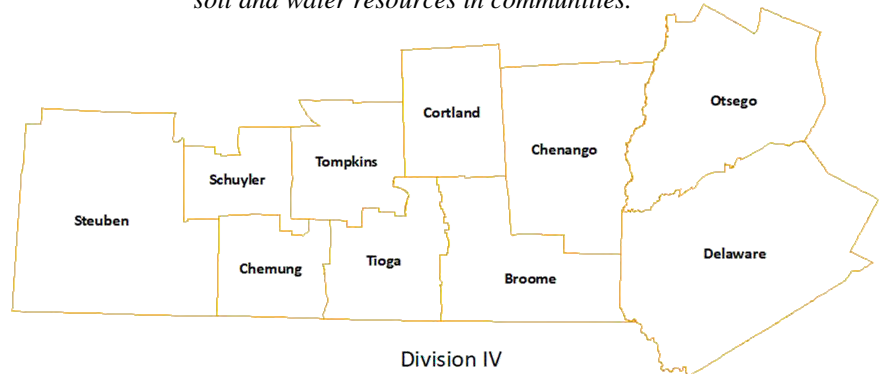 soil and water resources in communities.
Otsego
Cortland
Chenango
Tompkins
Schuyler
Steuben
Delaware
Tioga
Chemung
Broome
Division IV